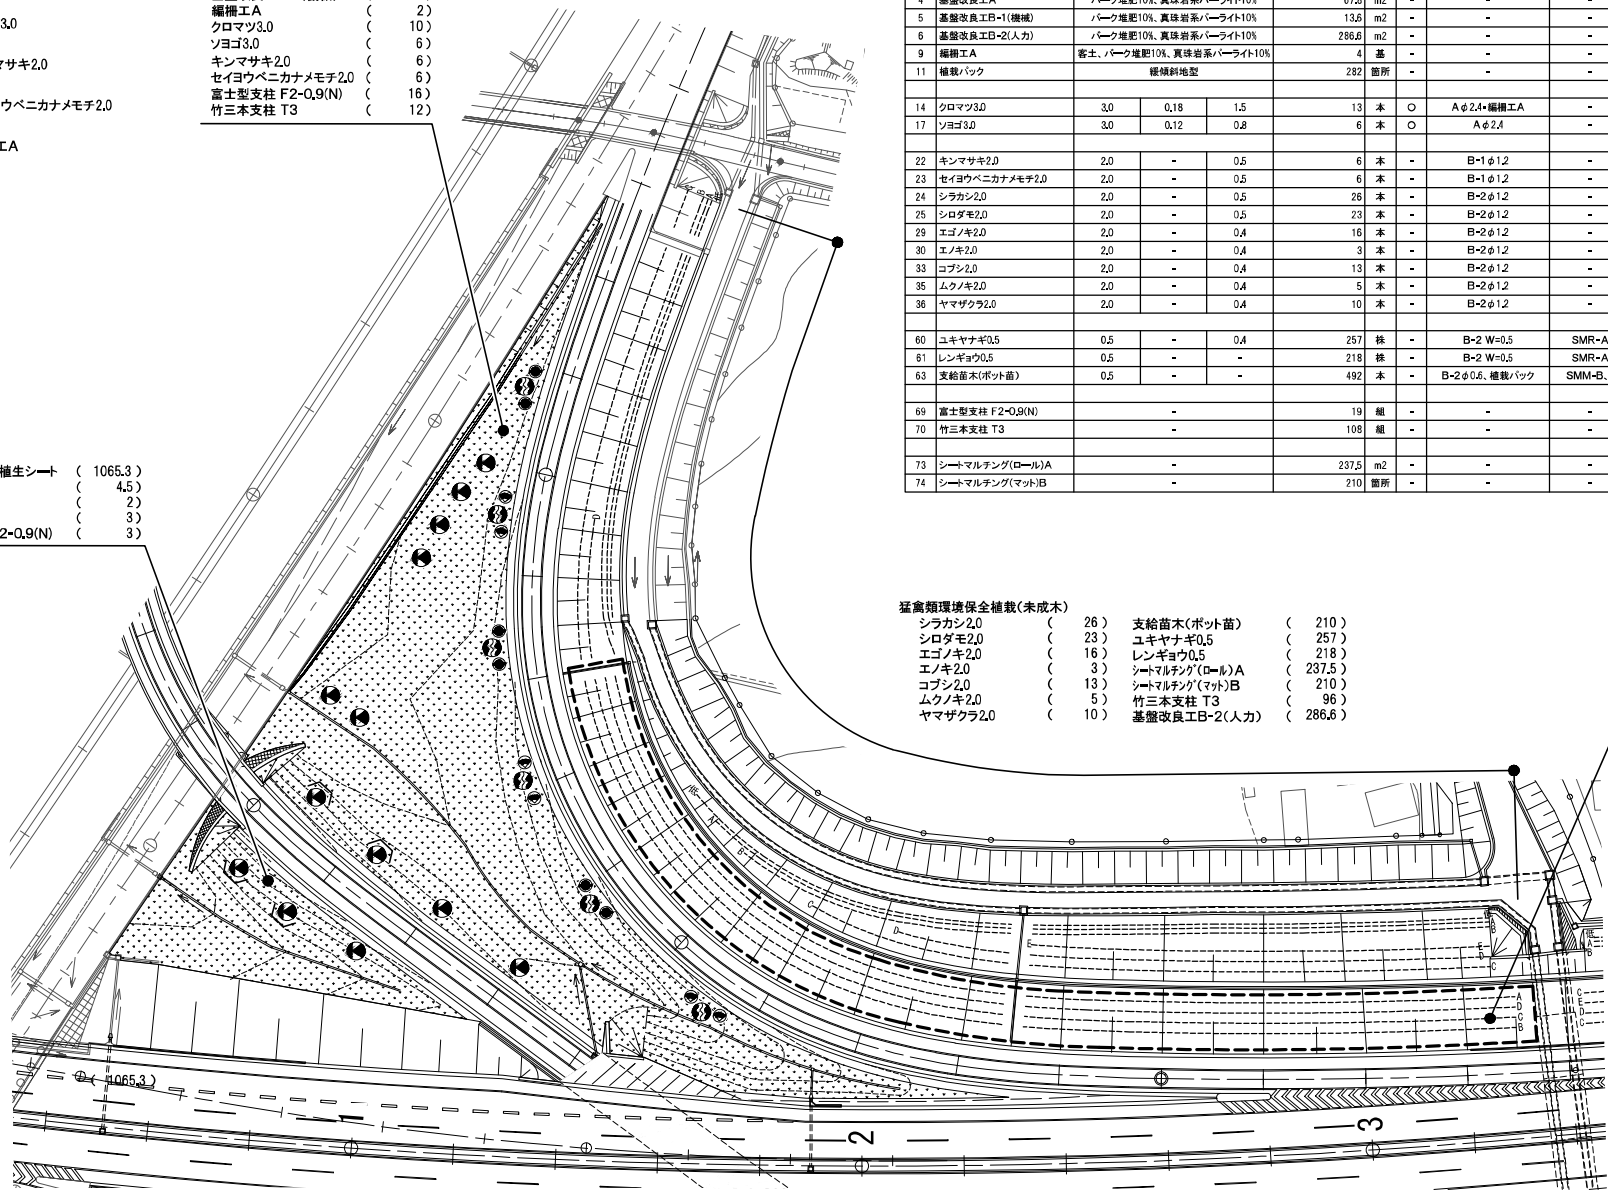 3.0
マサキ2.0
ヨウベニカナメモチ2.0
エA
編柵エA ( 2)
クロマツ3.0 ( 10)
ソヨゴ3.0 ( 6)
キンマサキ2.0 ( 6)
セイヨウベニカナメモチ2.0 ( 6)
富士型支柱 F2-0.9(N) ( 16)
竹三本支柱 T3 ( 12)
4 基盤改良工A バーク堆肥10%、真珠岩系パーライト10% 67.8 m2 - - -
5 基盤改良工B-1(機械) バーク堆肥10%、真珠岩系パーライト10% 13.6 m2 - - -
6 基盤改良工B-2(人力) バーク堆肥10%、真珠岩系パーライト10% 286.6 m2 - - -
9 編柵工A 客土、バーク堆肥10%、真珠岩系パーライト10% 4 基 - - -
11 植栽パック 緩傾斜地型 282 箇所 - - -
14 クロマツ3.0 3.0 0.18 1.5 13 本 ○ Aφ2.4・編柵工A -
17 ソヨゴ3.0 3.0 0.12 0.8 6 本 ○ Aφ2.4 -
22 キンマサキ2.0 2.0 - 0.5 6 本 - B-1φ1.2 -
23 セイヨウベニカナメモチ2.0 2.0 - 0.5 6 本 - B-1φ1.2 -
24 シラカシ2.0 2.0 - 0.5 26 本 - B-2φ1.2 -
25 シロダモ2.0 2.0 - 0.5 23 本 - B-2φ1.2 -
29 エゴノキ2.0 2.0 - 0.4 16 本 - B-2φ1.2 -
30 エノキ2.0 2.0 - 0.4 3 本 - B-2φ1.2 -
33 コブシ2.0 2.0 - 0.4 13 本 - B-2φ1.2 -
35 ムクノキ2.0 2.0 - 0.4 5 本 - B-2φ1.2 -
36 ヤマザクラ2.0 2.0 - 0.4 10 本 - B-2φ1.2 -
60 ユキヤナギ0.5 0.5 - 0.4 257 株 - B-2 W=0.5 SMR-A
61 レンギョウ0.5 0.5 - - 218 株 - B-2 W=0.5 SMR-A
63 支給苗木(ポット苗) 0.5 - - 492 本 - B-2φ0.6、植栽パック SMM-B、
69 富士型支柱 F2-0.9(N) - 19 組 - - -
70 竹三本支柱 T3 - 108 組 - - -
73 シートマルチング(ロール)A - 237.5 m2 - - -
74 シートマルチング(マット)B - 210 箇所 - - -
植生シート ( 1065.3 )
( 4.5)
( 2)
( 3)
2-0.9(N) ( 3)
猛禽類環境保全植栽(未成木)
シラカシ2.0 ( 26 ) 支給苗木(ポット苗) ( 210 )
シロダモ2.0 ( 23 ) ユキヤナギ0.5 ( 257 )
エゴノキ2.0 ( 16 ) レンギョウ0.5 ( 218 )
エノキ2.0 ( 3 ) シートマルチング(ロール)A ( 237.5 )
コブシ2.0 ( 13 ) シートマルチング(マット)B ( 210 )
ムクノキ2.0 ( 5 ) 竹三本支柱 T3 ( 96 )
ヤマザクラ2.0 ( 10 ) 基盤改良工B-2(人力) ( 286.6 )
低
A
B
C
D
E
( 1065.3 )
1
2
3